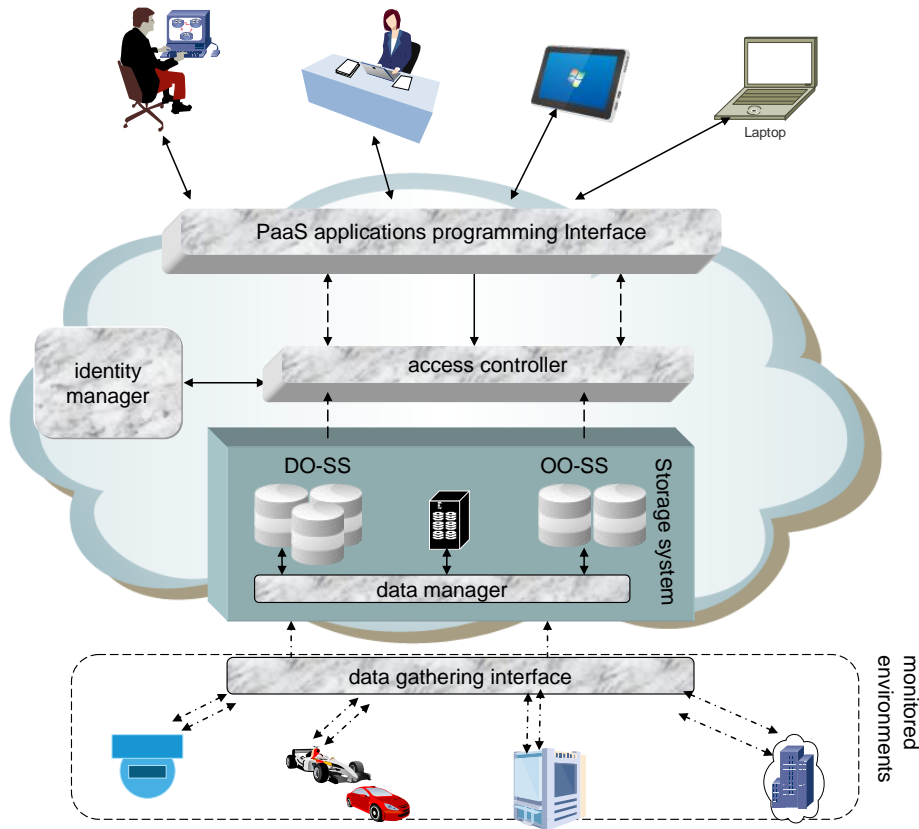 Laptop
PaaS applications programming Interface
access controller
identity
manager
DO-SS
OO-SS
Storage system
data manager
data gathering interface
monitored
environments